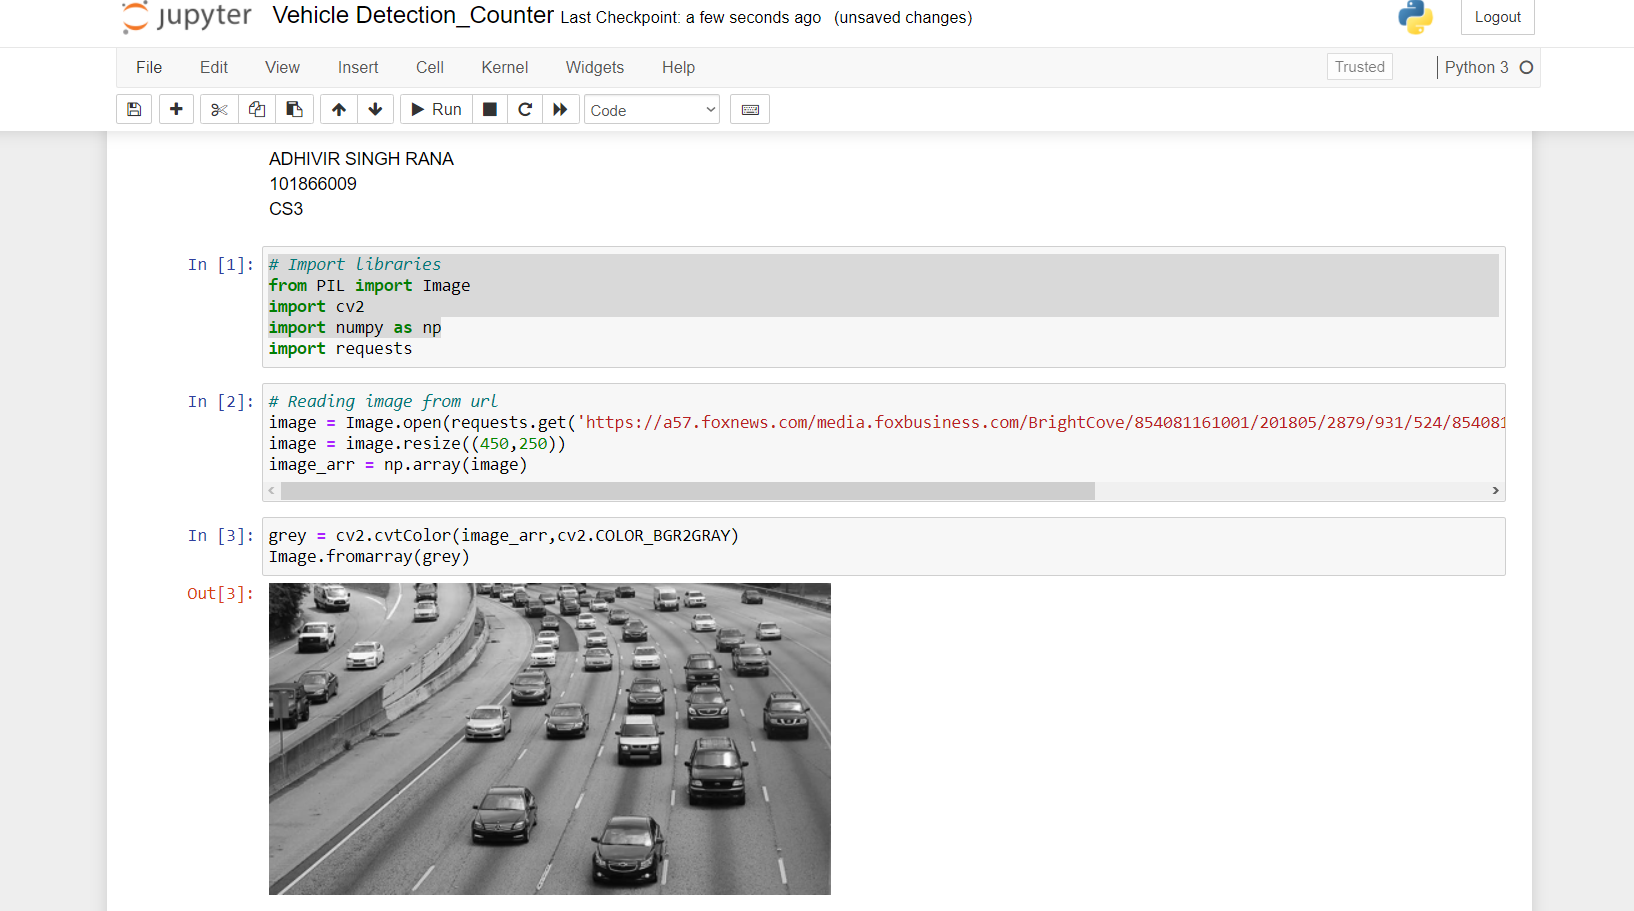 jupyter Vehicle Detection_Counter Last Checkpoint: a few seconds ago (unsaved changes) Logout
File Edit View Insert Cell Kernel Widgets Help Trusted Python 3
Run Code
ADHIVIR SINGH RANA
101866009
CS3
In [1]: # Import libraries
from PIL import Image
import cv2
import numpy as np
import requests
In [2]: # Reading image from url
image = Image.open(requests.get('https://a57.foxnews.com/media.foxbusiness.com/BrightCove/854081161001/201805/2879/931/524/854081
image = image.resize((450,250))
image_arr = np.array(image)
In [3]: grey = cv2.cvtColor(image_arr,cv2.COLOR_BGR2GRAY)
Image.fromarray(grey)
Out[3]: